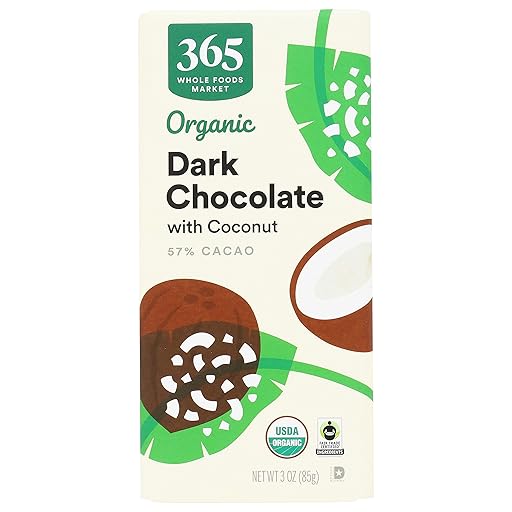 365
WHOLE FOODS
MARKET
Organic
Dark
Chocolate
with Coconut
57% CACAO
USDA
ORGANIC
FAIR TRADE
CERTIFIED
INGREDIENTS
NET WT 3 OZ (85g)
D